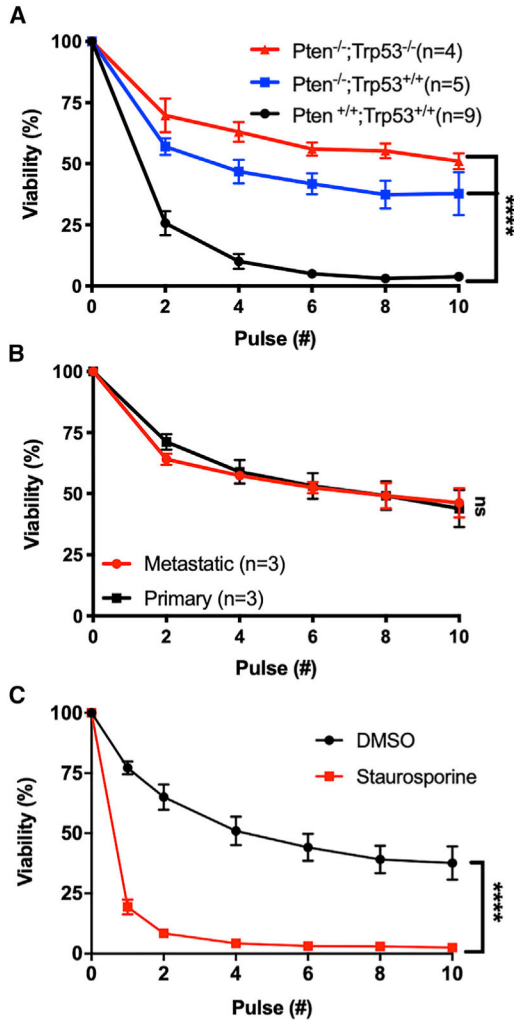 A
Pten-/-;Trp53-/-(n=4)
Pten-/-;Trp53+/+(n=5)
Pten +/+;Trp53+/+(n=9)
Viability (%)
100
75
50
25
0
****
0 2 4 6 8 10
Pulse (#)
B
Viability (%)
100
75
50
25
0
ns
Metastatic (n=3)
Primary (n=3)
0 2 4 6 8 10
Pulse (#)
C
DMSO
Staurosporine
Viability (%)
100
75
50
25
0
****
0 2 4 6 8 10
Pulse (#)